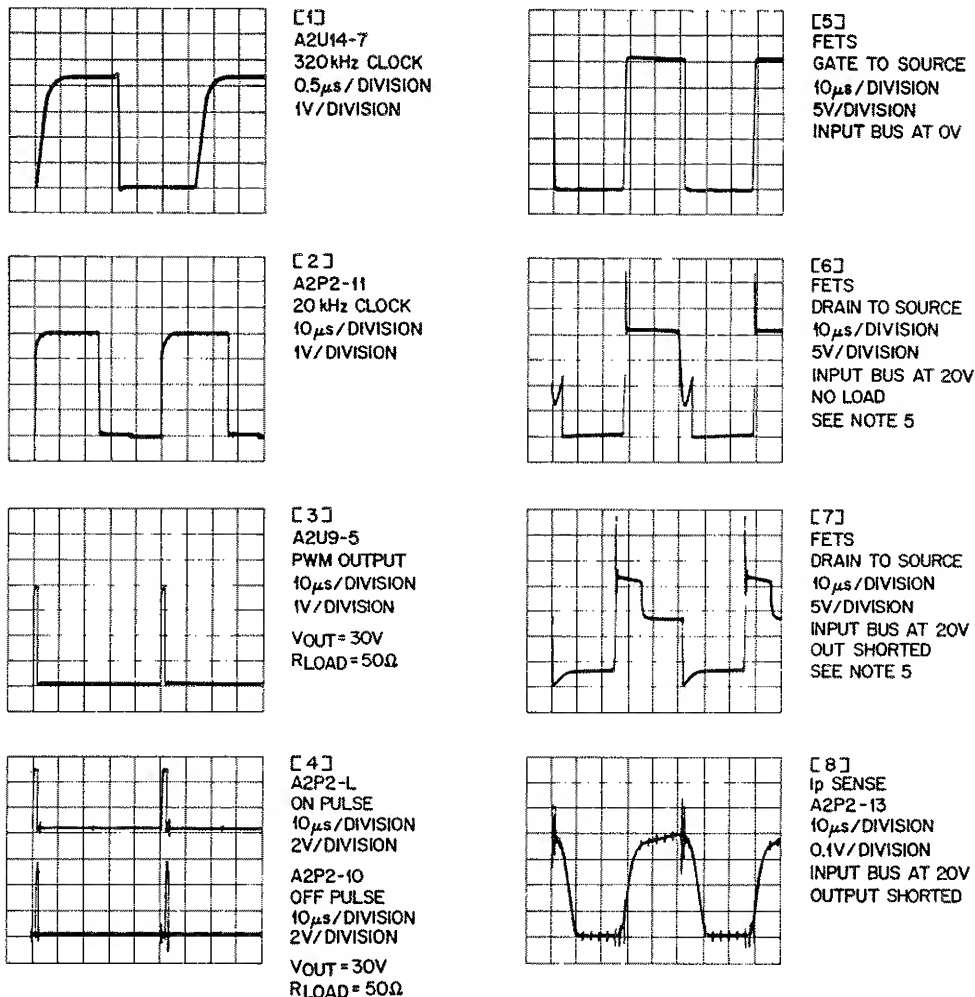 [1]
A2U14-7
320kHz CLOCK
0.5μs/DIVISION
1V/DIVISION
[2]
A2P2-11
20 kHz CLOCK
10μs/DIVISION
1V/DIVISION
[3]
A2U9-5
PWM OUTPUT
10μs/DIVISION
1V/DIVISION
VOUT=30V
RLOAD=50Ω
[4]
A2P2-L
ON PULSE
10μs/DIVISION
2V/DIVISION
A2P2-10
OFF PULSE
10μs/DIVISION
2V/DIVISION
VOUT=30V
RLOAD=50Ω
[5]
FETS
GATE TO SOURCE
10μs/DIVISION
5V/DIVISION
INPUT BUS AT 0V
[6]
FETS
DRAIN TO SOURCE
10μs/DIVISION
5V/DIVISION
INPUT BUS AT 20V
NO LOAD
SEE NOTE 5
[7]
FETS
DRAIN TO SOURCE
10μs/DIVISION
5V/DIVISION
INPUT BUS AT 20V
OUT SHORTED
SEE NOTE 5
[8]
Ip SENSE
A2P2-13
10μs/DIVISION
0.1V/DIVISION
INPUT BUS AT 20V
OUTPUT SHORTED